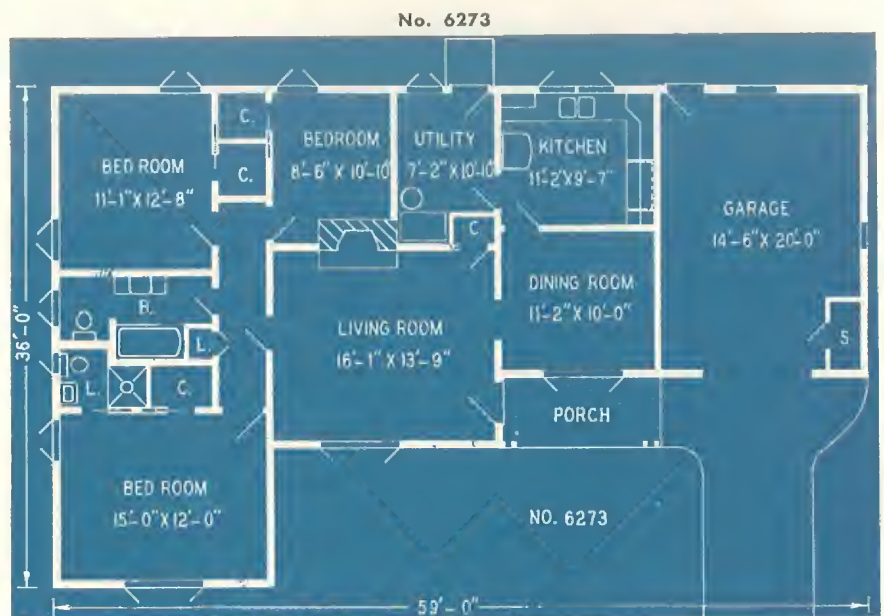 No. 6273
BED ROOM
11'-1" X 12'-8"
C.
C.
BEDROOM
8'-6" X 10'-10"
UTILITY
7'-2" X 10'-10"
KITCHEN
11'-2" X 9'-7"
GARAGE
14'-6" X 20'-0"
C
DINING ROOM
11'-2" X 10'-0"
36'-0"
B.
LIVING ROOM
16'-1" X 13'-9"
L.
S
L.
C.
PORCH
BED ROOM
15'-0" X 12'-0"
NO. 6273
59'-0"